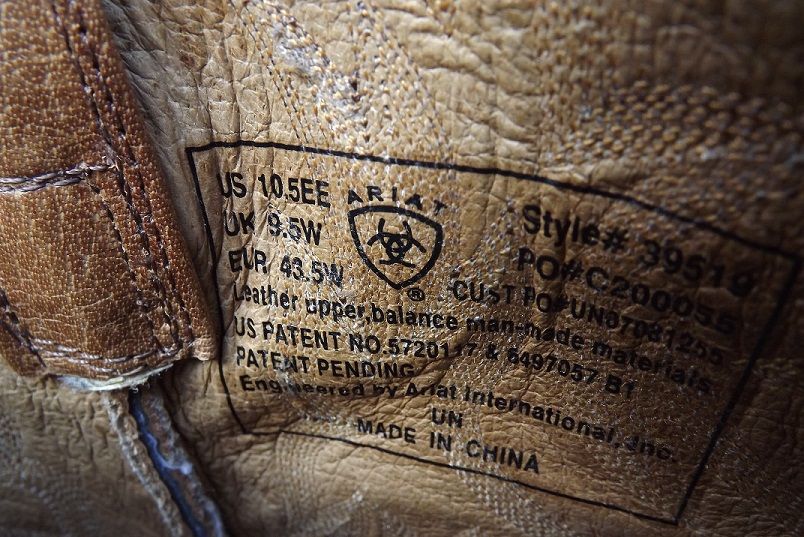 US 10.5EE
UK 9.5W
EUR 43.5W
ARIAT
®
Style# 39519
PO#C20005E
CUST PO#UN87081255
Leather upper,balance man-made materials.
US PATENT NO.5720117 & 6497057 B1
PATENT PENDING
Engineered by Ariat International, Inc.
UN
MADE IN CHINA